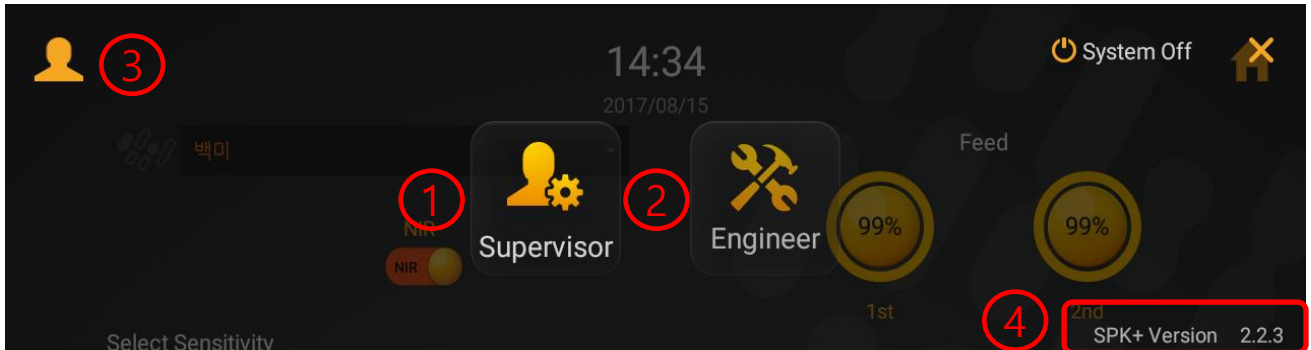 3
14:34
System Off
2017/08/15
백미
Feed
1
2
NIR
NIR
Supervisor
Engineer
99%
99%
1st
2nd
4
SPK+ Version 2.2.3
Select Sensitivity